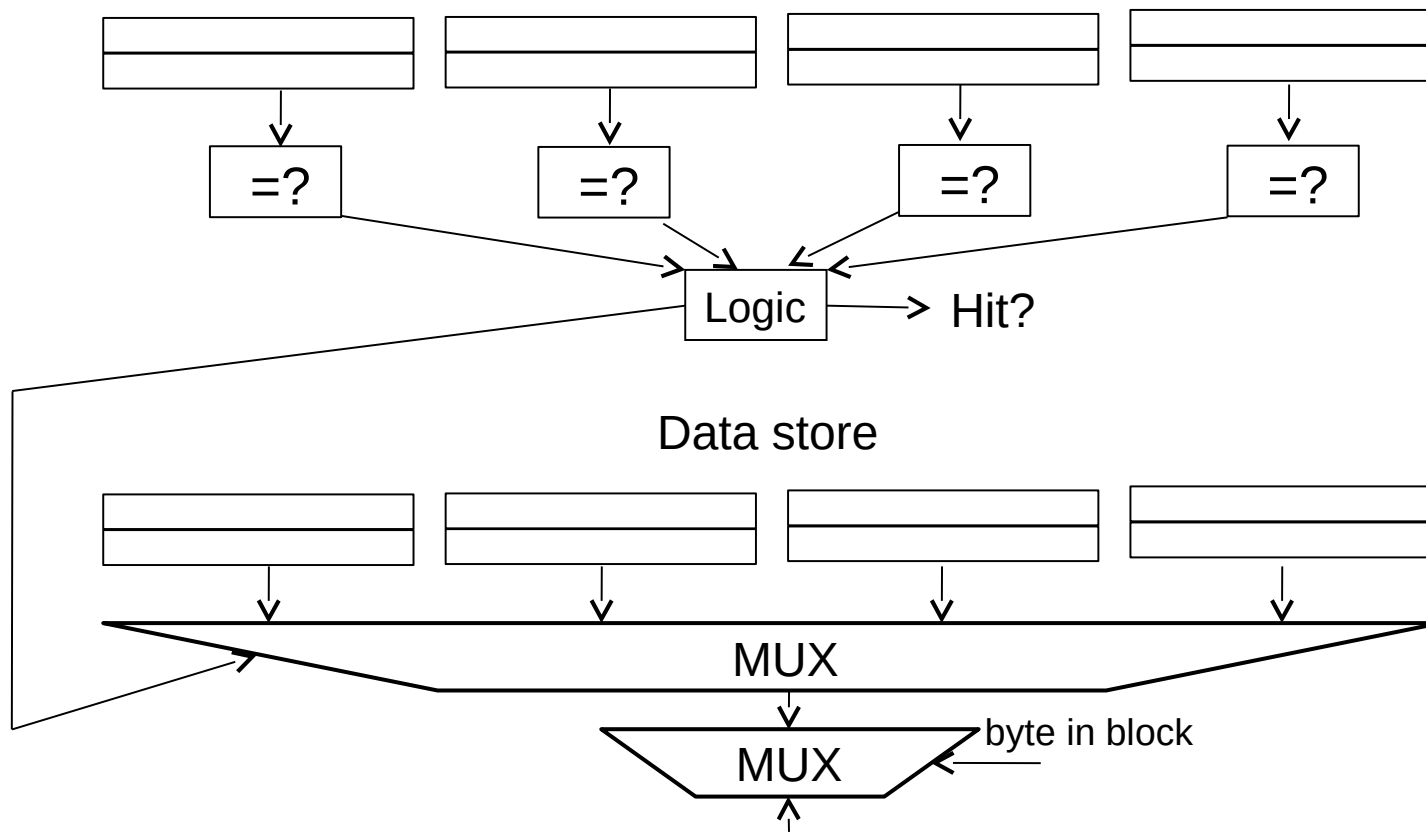 =? =? =? =?
Logic Hit?
Data store
MUX
byte in block
MUX